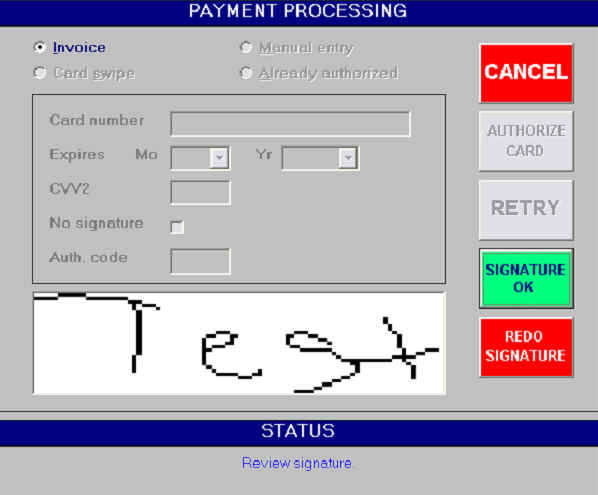 PAYMENT PROCESSING
Invoice
Manual entry
Card swipe
Already authorized
CANCEL
Card number
AUTHORIZE
CARD
Expires Mo Yr
CVV2
RETRY
No signature
Auth. code
SIGNATURE
OK
Test
REDO
SIGNATURE
STATUS
Review signature.